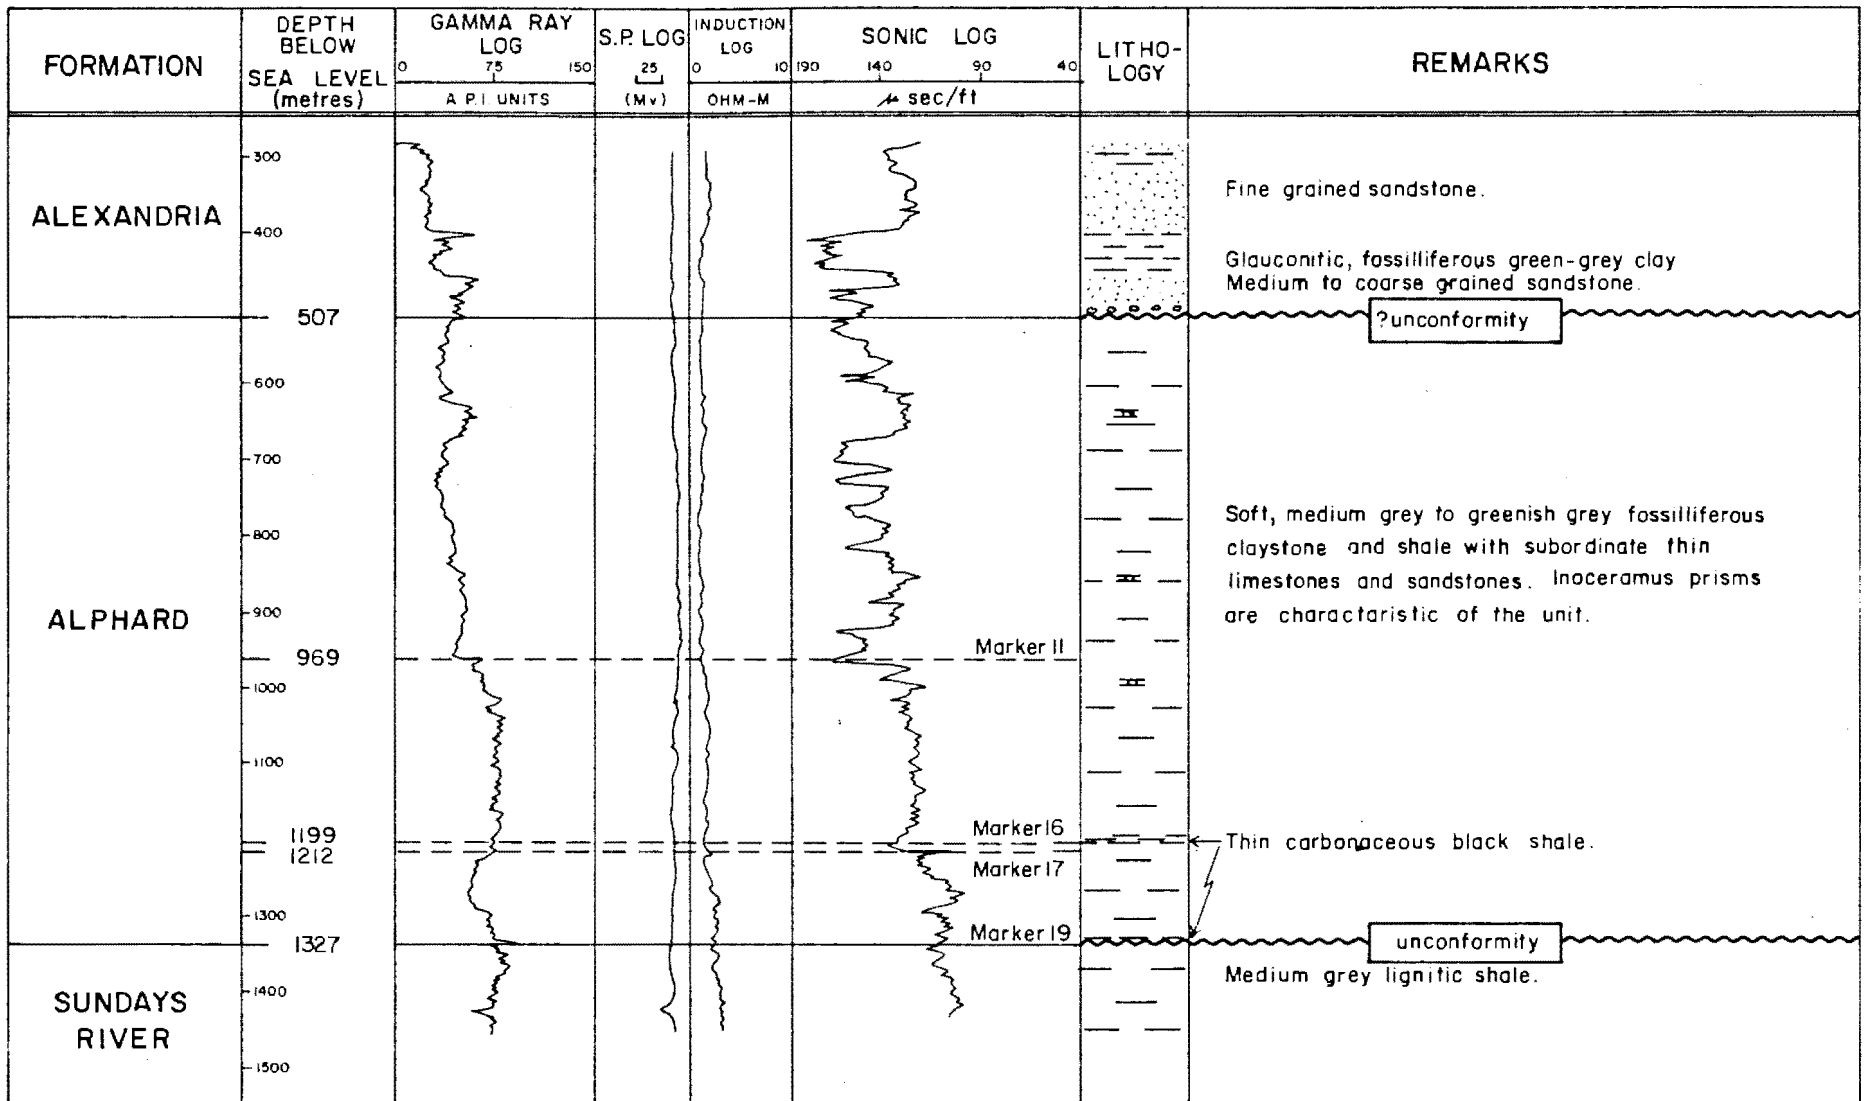 FORMATION
DEPTH
BELOW
SEA LEVEL
(metres)
GAMMA RAY
LOG
0 75 150
A P.I. UNITS
S.P. LOG
25
(Mv)
INDUCTION
LOG
0 10
OHM-M
SONIC LOG
190 140 90 40
μ sec/ft
LITHO-
LOGY
REMARKS
ALEXANDRIA
300
400
507
Fine grained sandstone.
Glauconitic, fossilliferous green-grey clay
Medium to coarse grained sandstone.
?unconformity
ALPHARD
600
700
800
900
969
1000
1100
1199
1212
1300
1327
Marker 11
Marker 16
Marker 17
Marker 19
Soft, medium grey to greenish grey fossilliferous
claystone and shale with subordinate thin
limestones and sandstones. Inoceramus prisms
are charactaristic of the unit.
Thin carbonaceous black shale.
unconformity
SUNDAYS
RIVER
1400
1500
Medium grey lignitic shale.